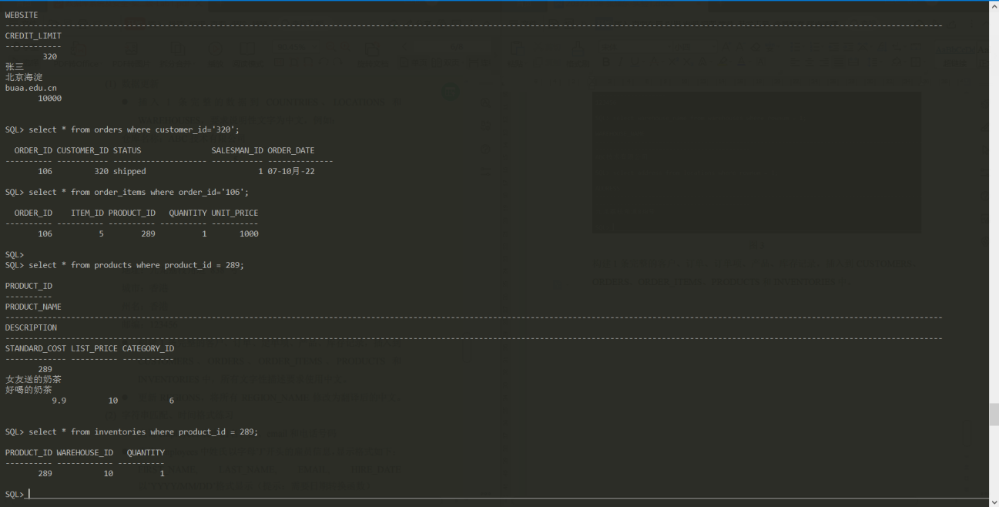 WEBSITE
--------------------------------------------------------------------------------
CREDIT_LIMIT
------------
320
张三
北京海淀
buaa.edu.cn
10000
SQL> select * from orders where customer_id='320';
ORDER_ID CUSTOMER_ID STATUS SALESMAN_ID ORDER_DATE
---------- ----------- -------------------- ----------- --------------
106 320 shipped 1 07-10月-22
SQL> select * from order_items where order_id='106';
ORDER_ID ITEM_ID PRODUCT_ID QUANTITY UNIT_PRICE
---------- ---------- ---------- ---------- ----------
106 5 289 1 1000
SQL>
SQL> select * from products where product_id = 289;
PRODUCT_ID
----------
PRODUCT_NAME
--------------------------------------------------------------------------------
DESCRIPTION
--------------------------------------------------------------------------------
STANDARD_COST LIST_PRICE CATEGORY_ID
------------- ---------- -----------
289
女友送的奶茶
好喝的奶茶
9.9 10 6
SQL> select * from inventories where product_id = 289;
PRODUCT_ID WAREHOUSE_ID QUANTITY
---------- ------------ ----------
289 10 1
SQL>